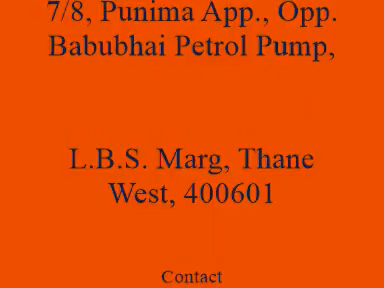 7/8, Punima App., Opp.
Babubhai Petrol Pump,
L.B.S. Marg, Thane
West, 400601
Contact